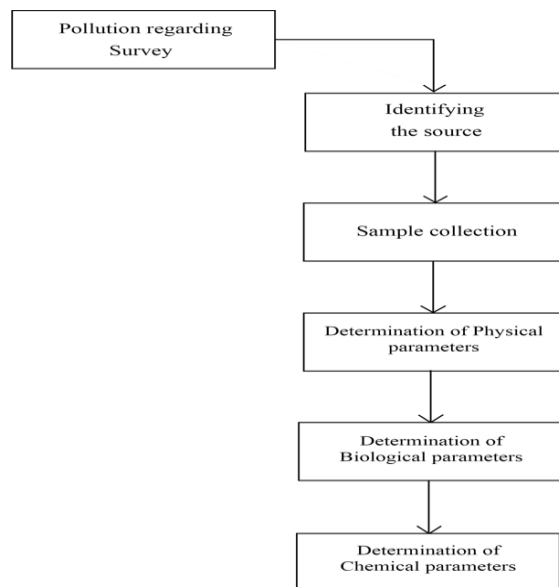 Pollution regarding
Survey
Identifying
the source
Sample collection
Determination of Physical
parameters
Determination of
Biological parameters
Determination of
Chemical parameters